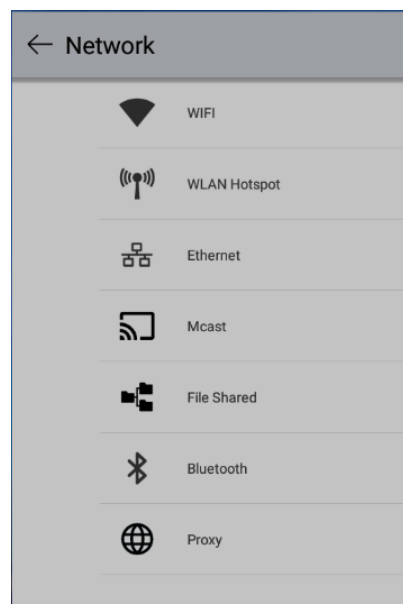 Network
WIFI
WLAN Hotspot
Ethernet
Mcast
File Shared
Bluetooth
Proxy